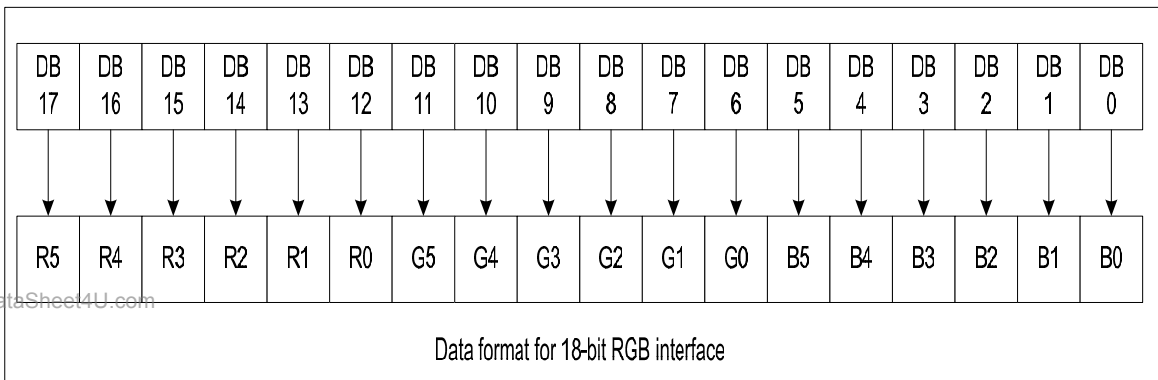 DB DB DB DB DB DB DB DB DB DB DB DB DB DB DB DB DB DB
17 16 15 14 13 12 11 10 9 8 7 6 5 4 3 2 1 0
R5 R4 R3 R2 R1 R0 G5 G4 G3 G2 G1 G0 B5 B4 B3 B2 B1 B0
ataSheet4U.com
Data format for 18-bit RGB interface